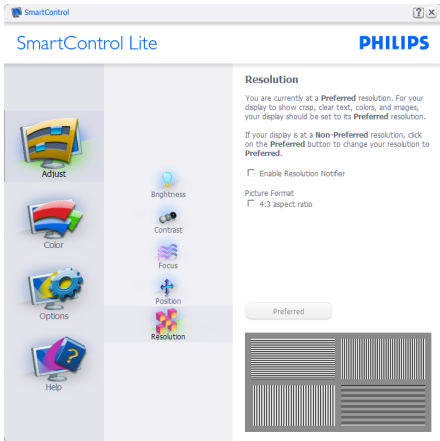 SmartControl
SmartControl Lite
PHILIPS
Adjust
Color
Options
Help
Brightness
Contrast
Focus
Position
Resolution
Resolution
You are currently at a Preferred resolution. For your
display to show crisp, clear text, colors, and images,
your display should be set to its Preferred resolution.
If your display is at a Non-Preferred resolution, click
on the Preferred button to change your resolution to
Preferred.
Enable Resolution Notifier
Picture Format
4:3 aspect ratio
Preferred